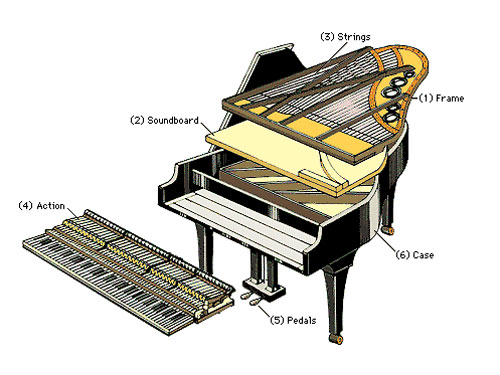 (3) Strings
(1) Frame
(2) Soundboard
(4) Action
(6) Case
(5) Pedals